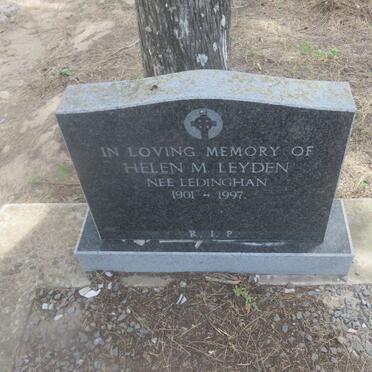 IN LOVING MEMORY OF
HELEN M. LEYDEN
NEE LEDINGHAN
1901 ~ 1997
R.I.P.